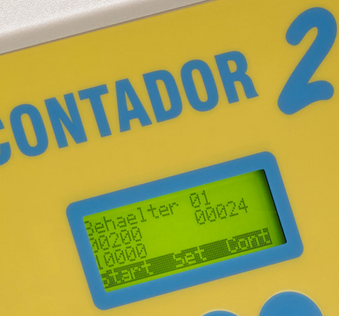 CONTADOR 2
Behaelter 01
00200 00024
10000
Start Set Cont